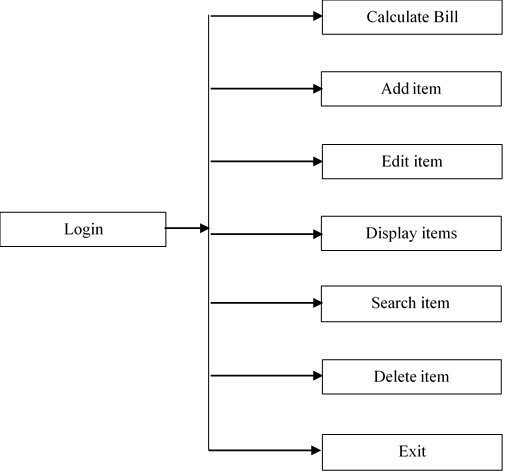 Calculate Bill
Add item
Edit item
Login
Display items
Search item
Delete item
Exit